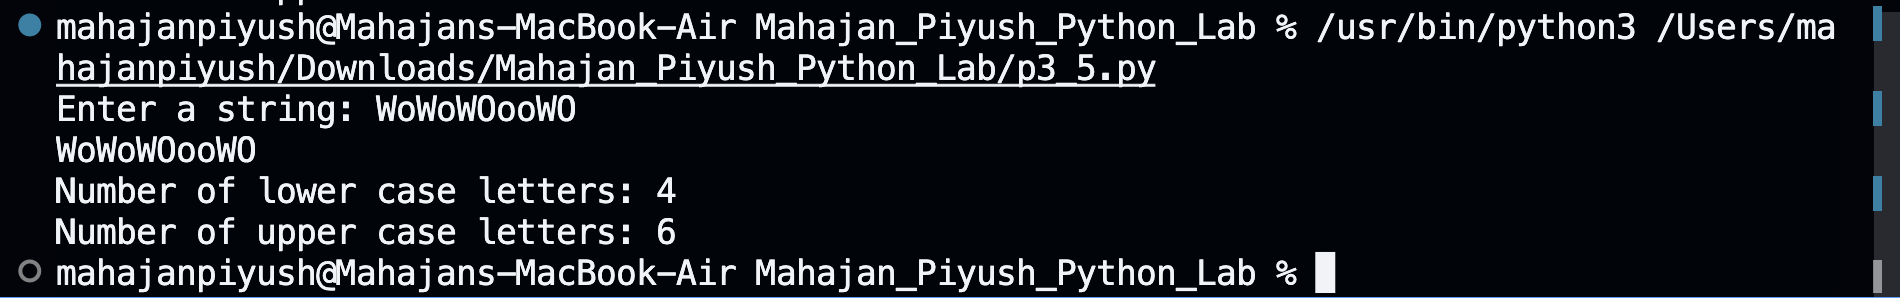 mahajanpiyush@Mahajans-MacBook-Air Mahajan_Piyush_Python_Lab % /usr/bin/python3 /Users/ma
hajanpiyush/Downloads/Mahajan_Piyush_Python_Lab/p3_5.py
Enter a string: WoWoWOooWO
WoWoWOooWO
Number of lower case letters: 4
Number of upper case letters: 6
mahajanpiyush@Mahajans-MacBook-Air Mahajan_Piyush_Python_Lab %